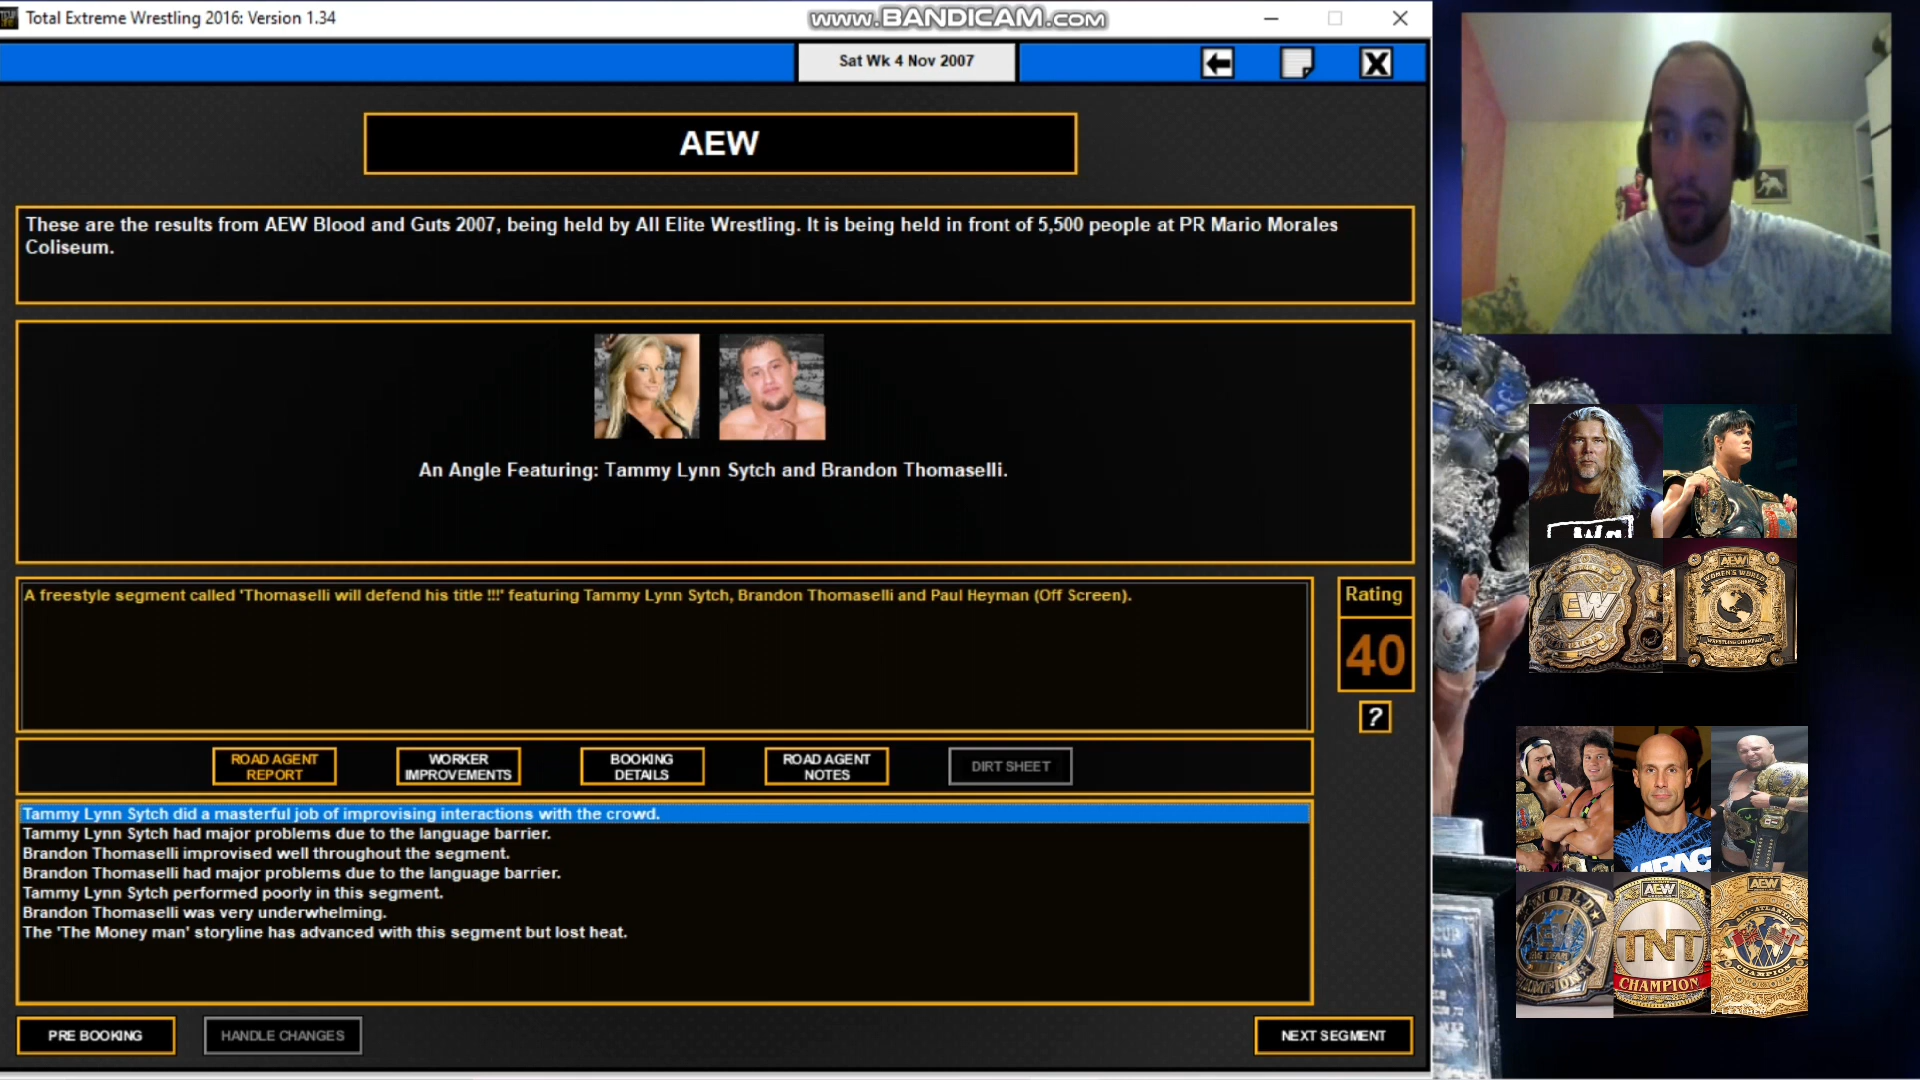 Total Extreme Wrestling 2016: Version 1.34
www.BANDICAM.com
Sat Wk 4 Nov 2007
AEW
These are the results from AEW Blood and Guts 2007, being held by All Elite Wrestling. It is being held in front of 5,500 people at PR Mario Morales
Coliseum.
An Angle Featuring: Tammy Lynn Sytch and Brandon Thomaselli.
A freestyle segment called 'Thomaselli will defend his title !!!' featuring Tammy Lynn Sytch, Brandon Thomaselli and Paul Heyman (Off Screen).
Rating
40
?
ROAD AGENT
REPORT
WORKER
IMPROVEMENTS
BOOKING
DETAILS
ROAD AGENT
NOTES
DIRT SHEET
Tammy Lynn Sytch did a masterful job of improvising interactions with the crowd.
Tammy Lynn Sytch had major problems due to the language barrier.
Brandon Thomaselli improvised well throughout the segment.
Brandon Thomaselli had major problems due to the language barrier.
Tammy Lynn Sytch performed poorly in this segment.
Brandon Thomaselli was very underwhelming.
The 'The Money man' storyline has advanced with this segment but lost heat.
PRE BOOKING
HANDLE CHANGES
NEXT SEGMENT
AEW
AEW
WOMEN'S WORLD
WORLD
AEW
TNT
CHAMPION
AEW
ALL-ATLANTIC
CHAMPION